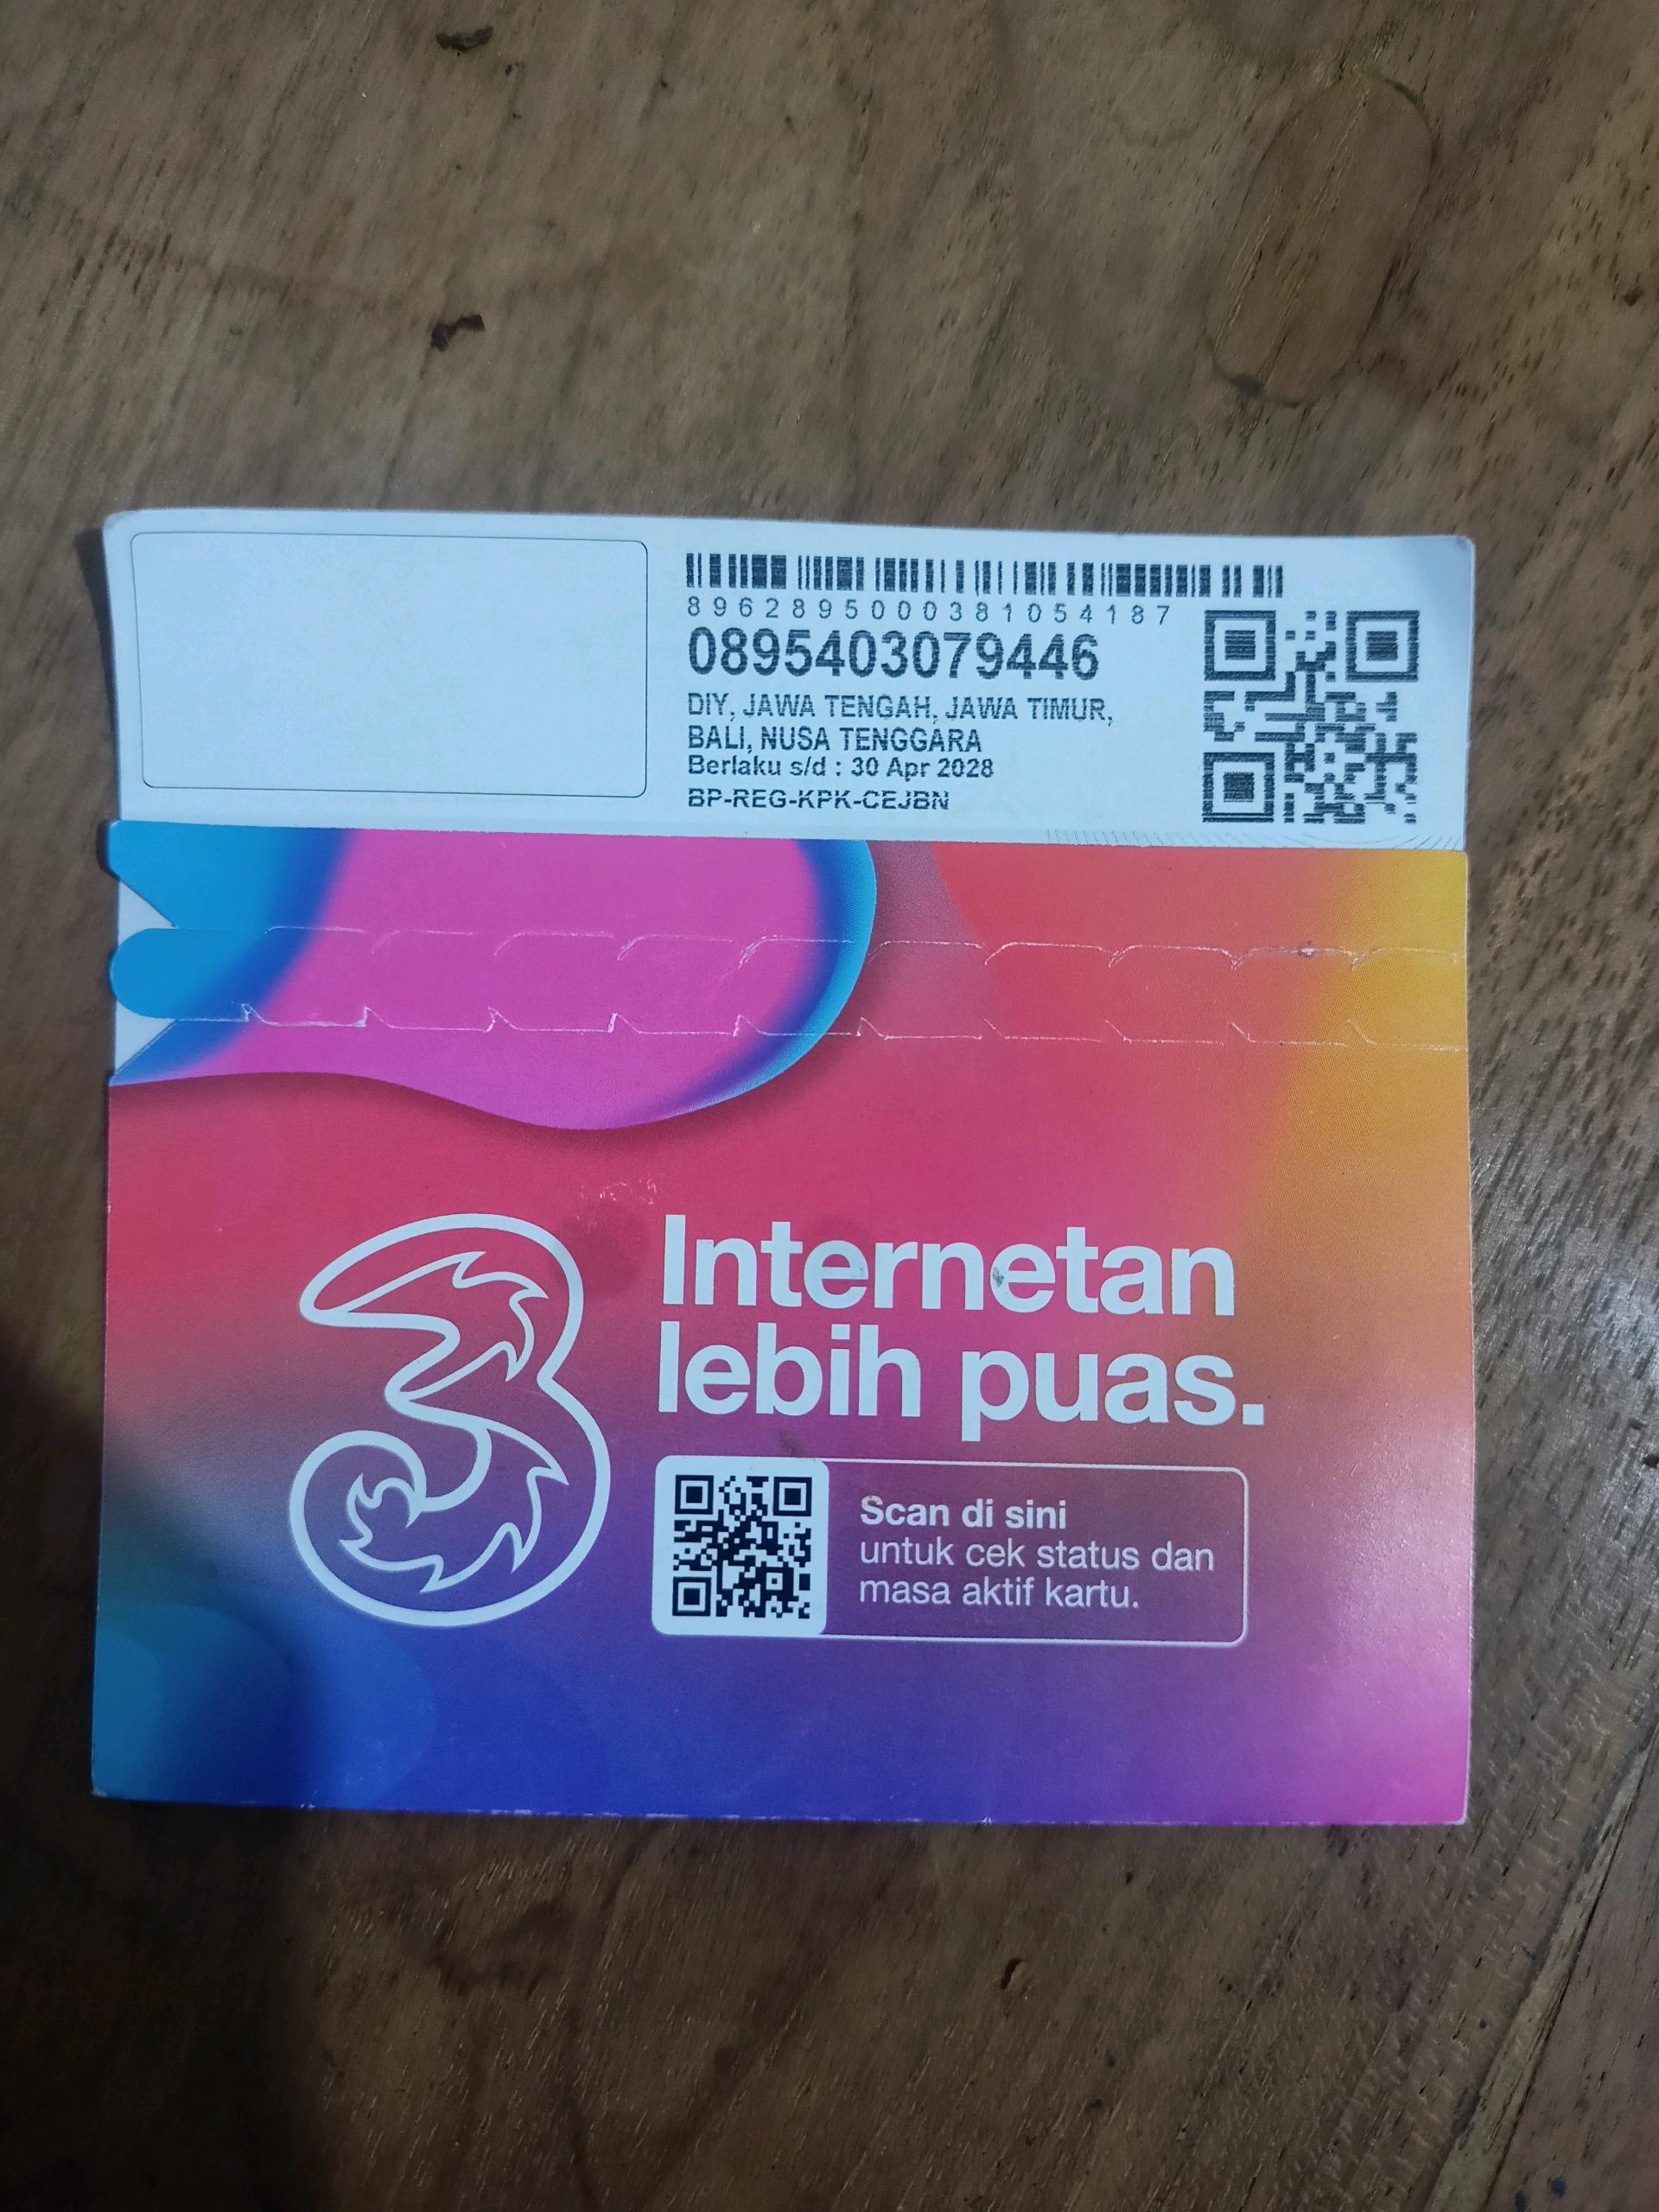 8962895000381054187
0895403079446
DIY, JAWA TENGAH, JAWA TIMUR,
BALI, NUSA TENGGARA
Berlaku s/d : 30 Apr 2028
BP-REG-KPK-CEJBN
3
Internetan
lebih puas.
Scan di sini
untuk cek status dan
masa aktif kartu.